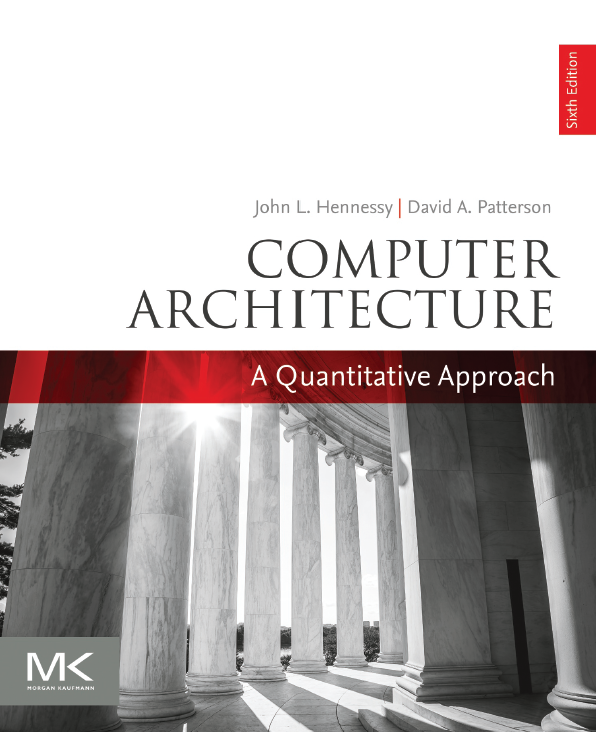 Sixth Edition
John L. Hennessy | David A. Patterson
COMPUTER
ARCHITECTURE
A Quantitative Approach
MK
MORGAN KAUFMANN